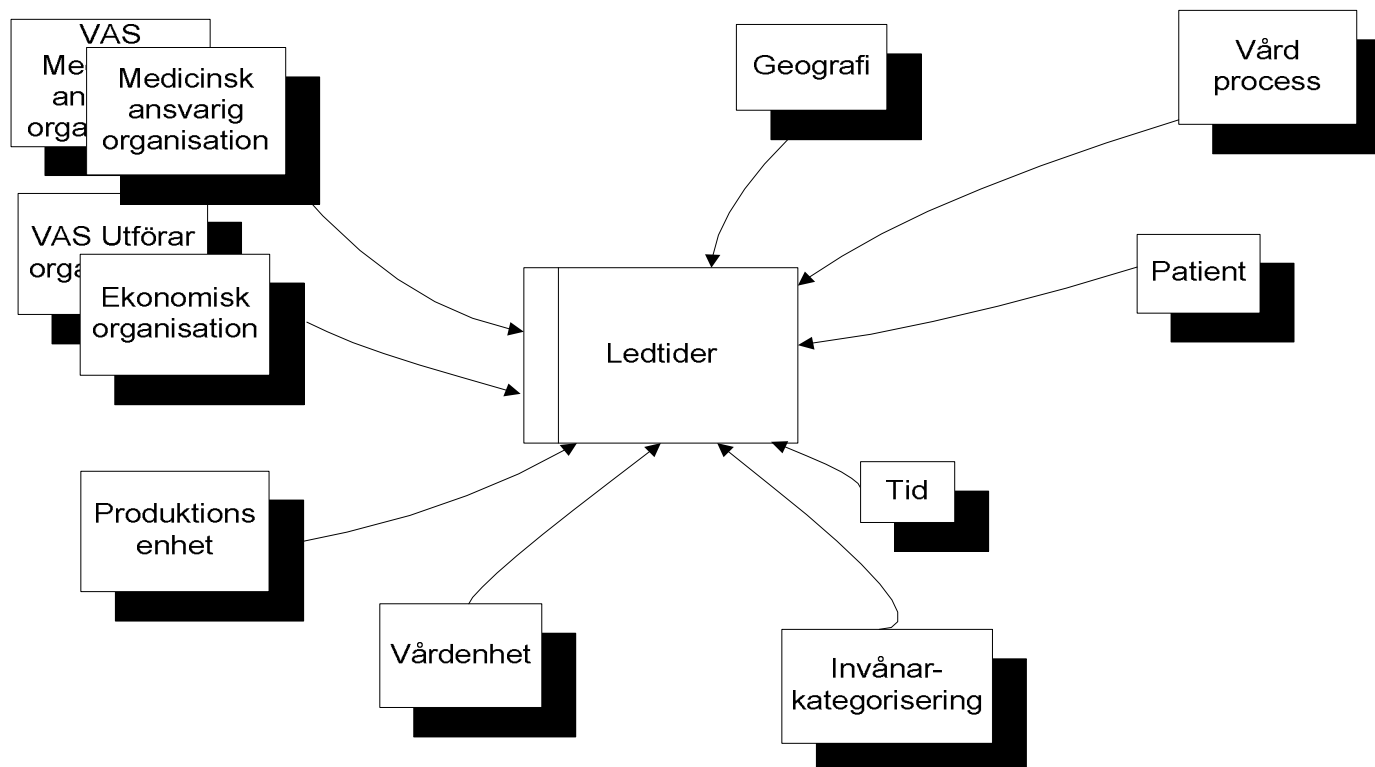 VAS
Medicinsk
ansvarig
organisation
VAS Utförar
Ekonomisk
organisation
Produktions
enhet
Vårdenhet
Geografi
Vård
process
Patient
Ledtider
Tid
Invånar-
kategorisering